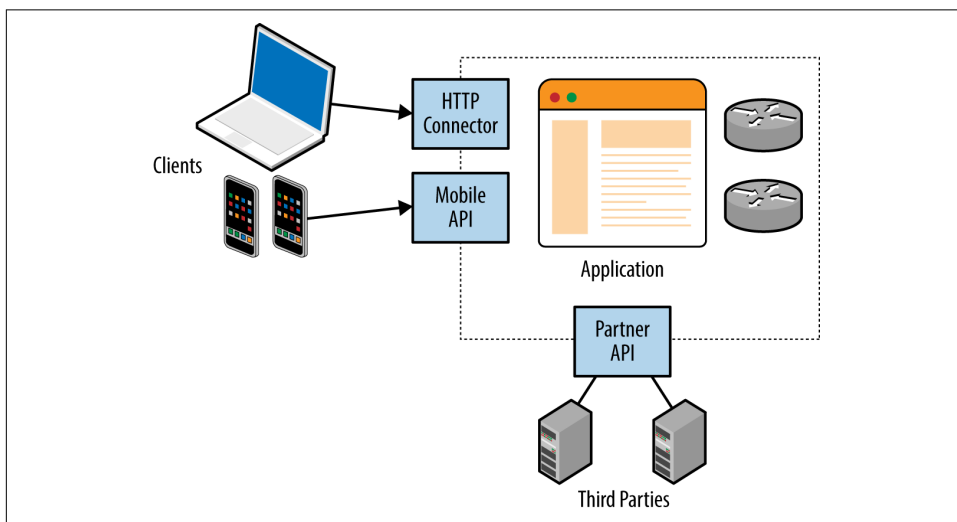 HTTP
Connector
Clients
Mobile
API
Application
Partner
API
Third Parties